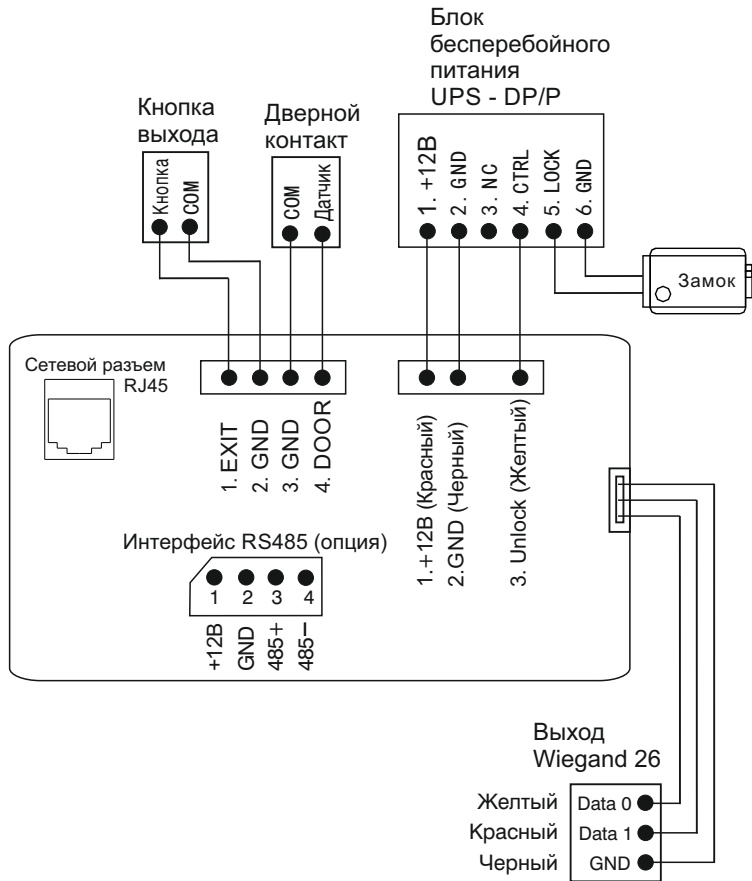 Блок
бесперебойного
питания
UPS - DP/P
Кнопка
выхода
Дверной
контакт
Кнопка
COM
COM
Датчик
1. +12В
2. GND
3. NC
4. CTRL
5. LOCK
6. GND
Замок
Сетевой разъем
RJ45
1. EXIT
2. GND
3. GND
4. DOOR
1.+12В (Красный)
2.GND (Черный)
3. Unlock (Желтый)
Интерфейс RS485 (опция)
1 2 3 4
+12В
GND
485+
485−
Выход
Wiegand 26
Желтый Data 0
Красный Data 1
Черный GND